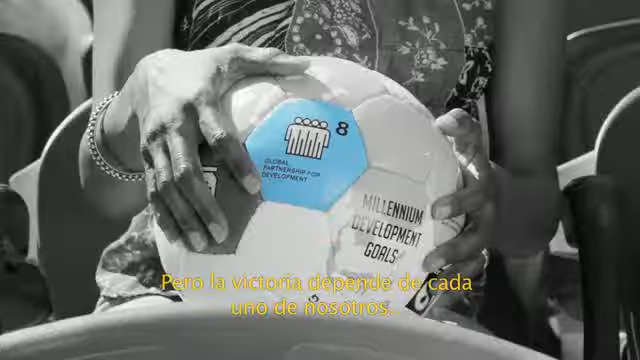 8
GLOBAL
PARTNERSHIP FOR
DEVELOPMENT
MILLENNIUM
DEVELOPMENT
GOALS
Pero la victoria depende de cada
uno de nosotros...